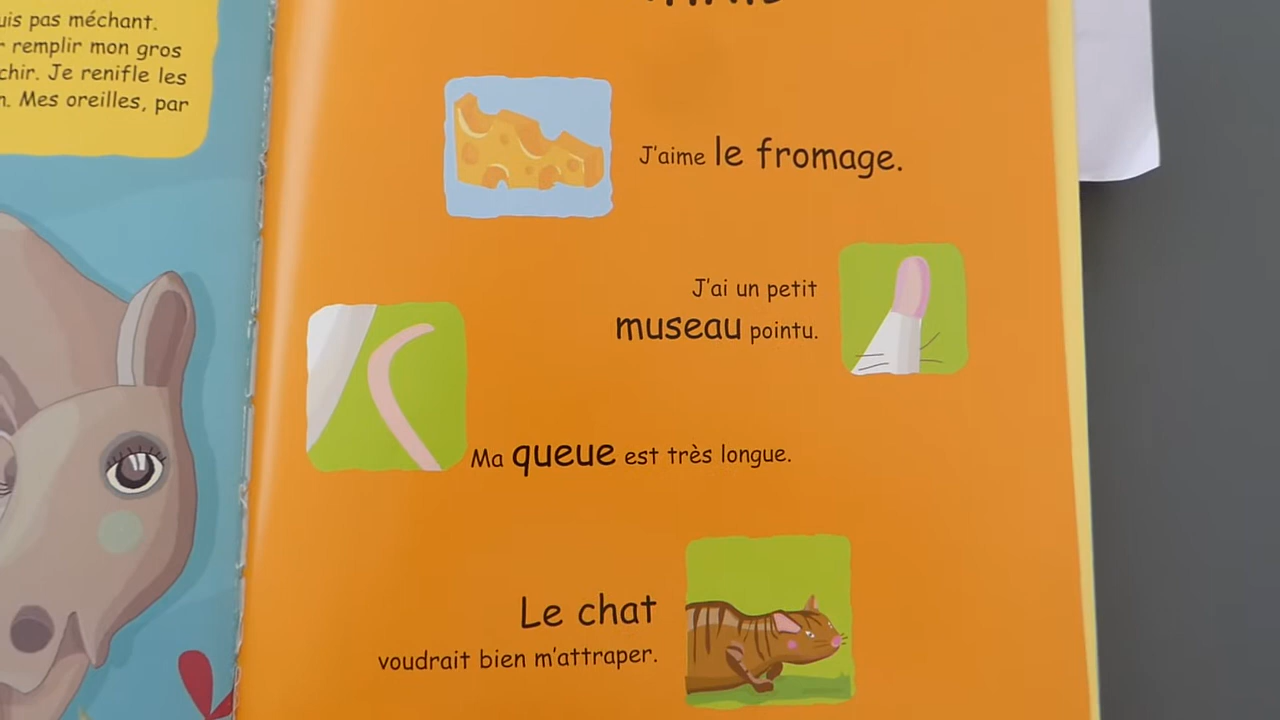 uis pas méchant.
remplir mon gros
chir. Je renifle les
n. Mes oreilles, par
J'aime le fromage.
J'ai un petit
museau pointu.
Ma queue est très longue.
Le chat
voudrait bien m'attraper.